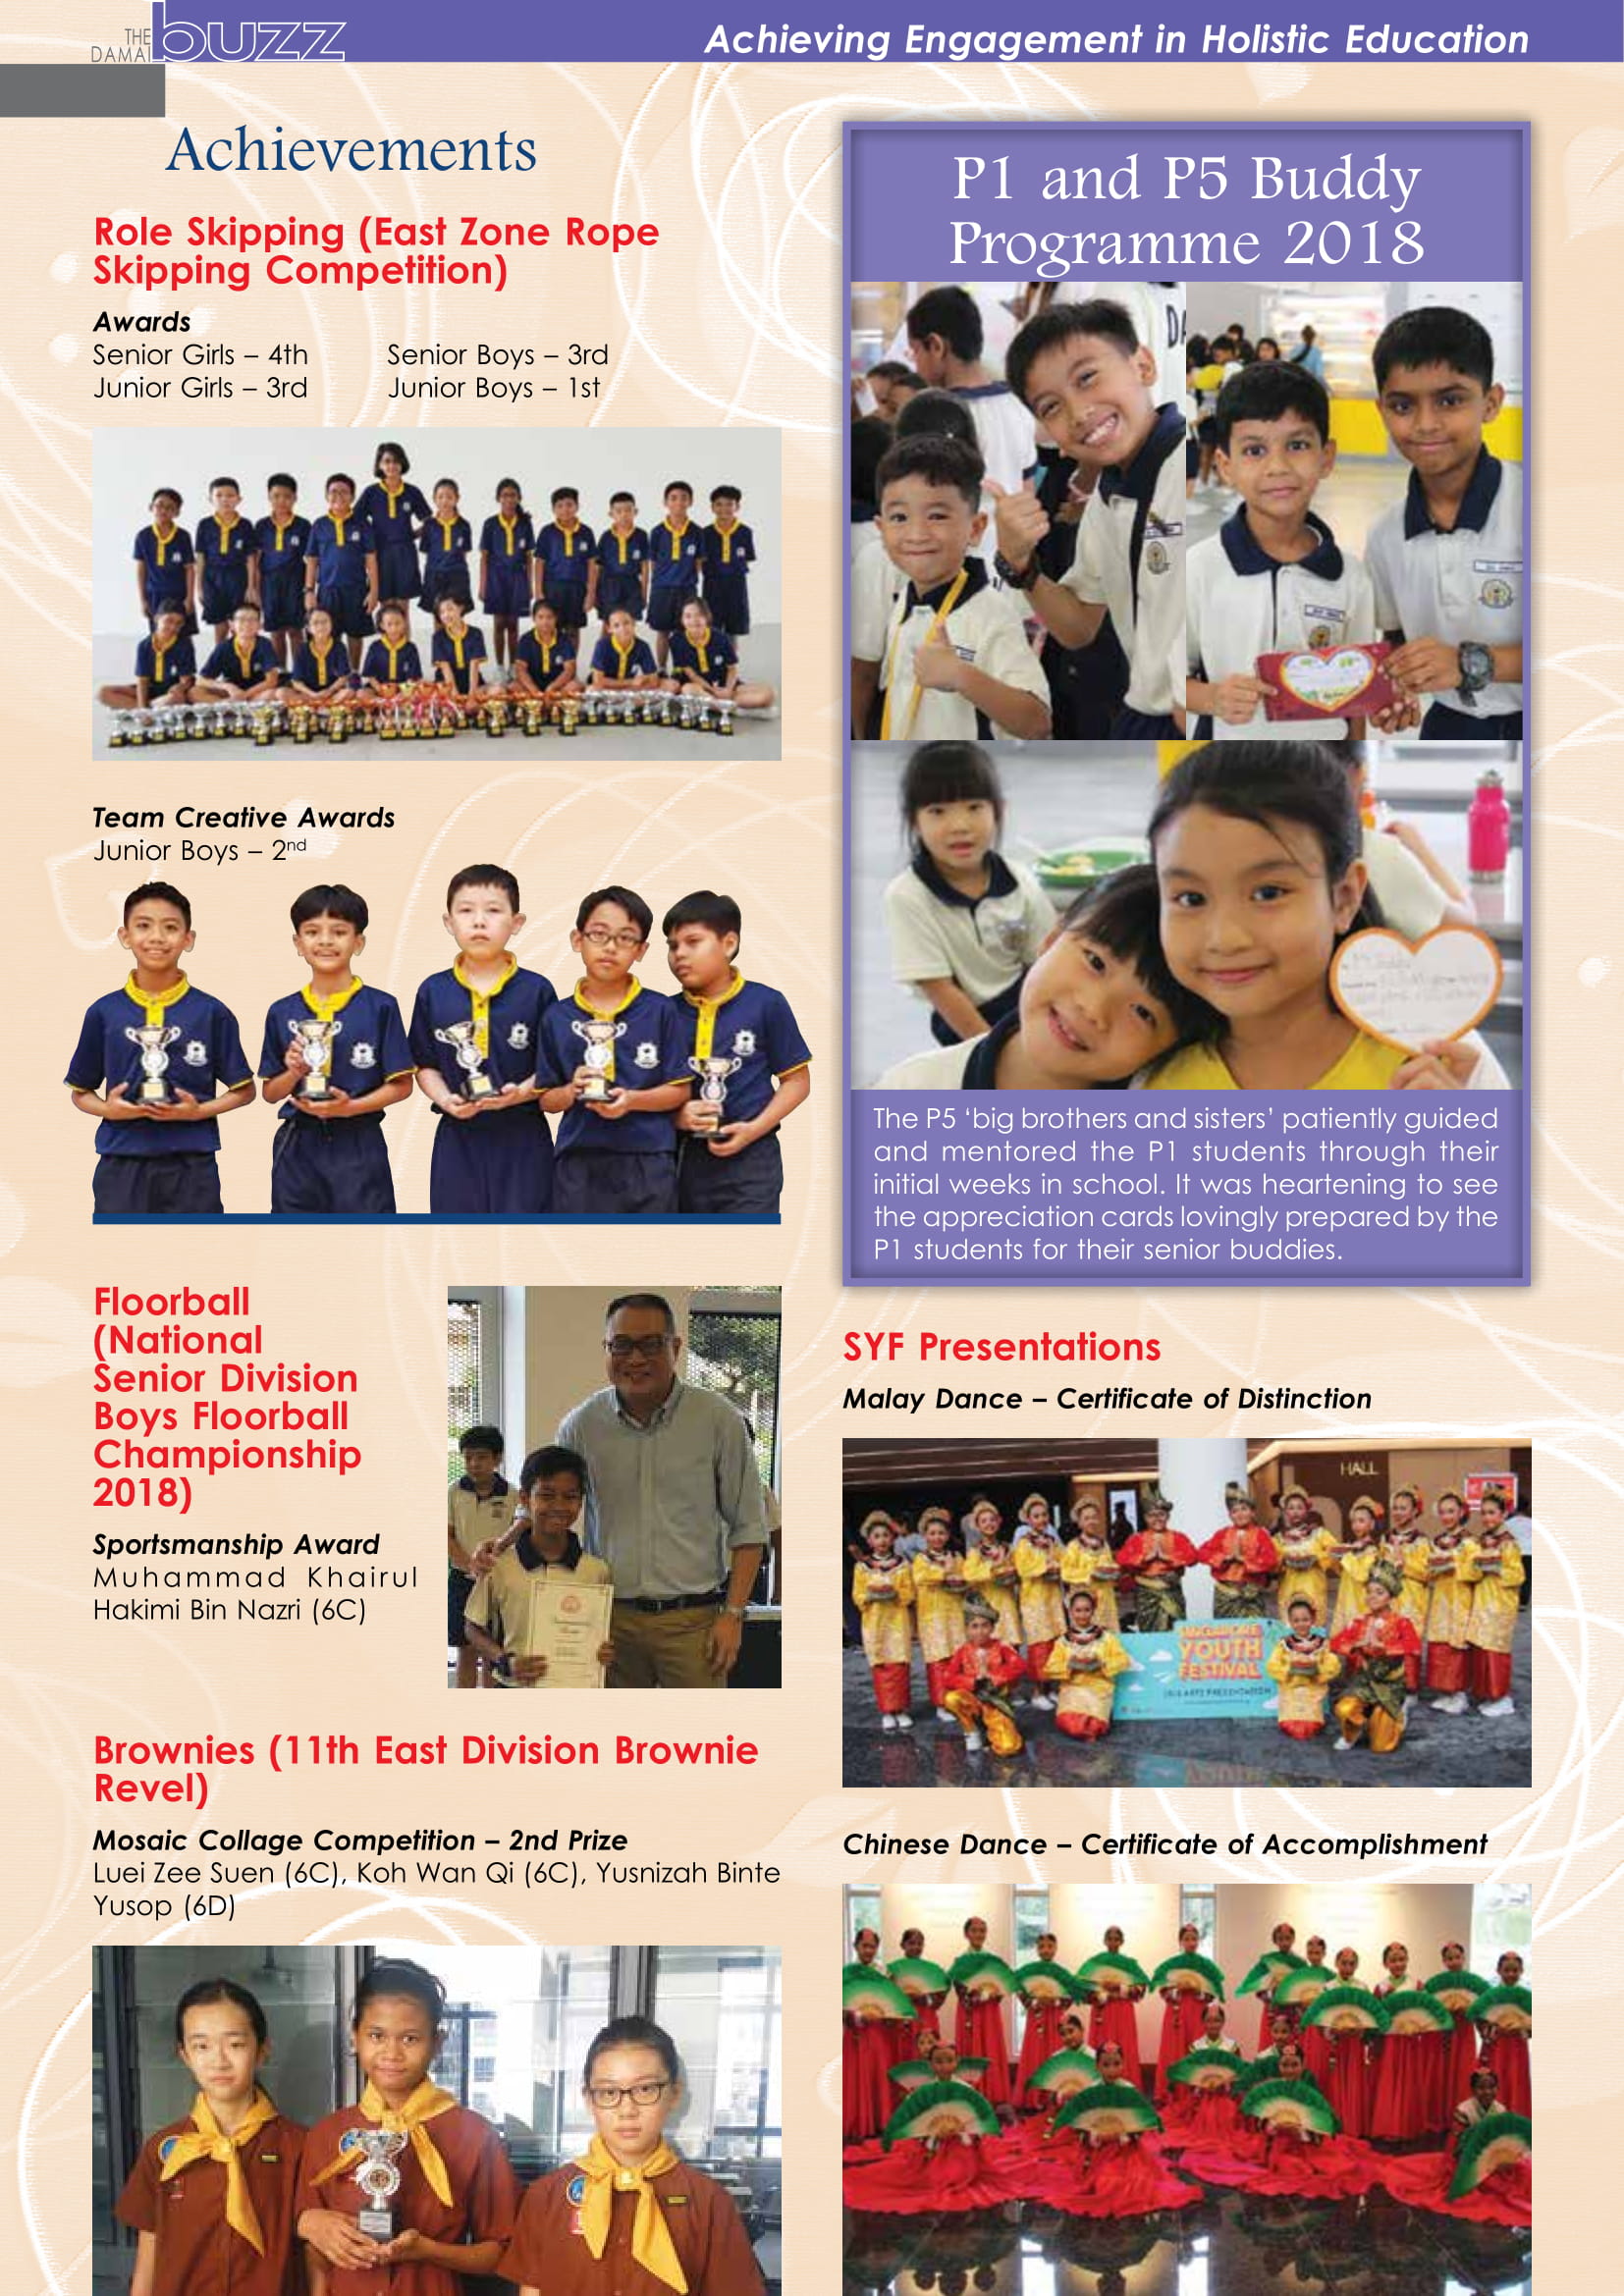 THE
DAMAI buzz
Achieving Engagement in Holistic Education
Achievements
Role Skipping (East Zone Rope
Skipping Competition)
Awards
Senior Girls – 4th Senior Boys – 3rd
Junior Girls – 3rd Junior Boys – 1st
Team Creative Awards
Junior Boys – 2nd
Floorball
(National
Senior Division
Boys Floorball
Championship
2018)
Sportsmanship Award
Muhammad Khairul
Hakimi Bin Nazri (6C)
Brownies (11th East Division Brownie
Revel)
Mosaic Collage Competition – 2nd Prize
Luei Zee Suen (6C), Koh Wan Qi (6C), Yusnizah Binte
Yusop (6D)
P1 and P5 Buddy
Programme 2018
The P5 ‘big brothers and sisters’ patiently guided
and mentored the P1 students through their
initial weeks in school. It was heartening to see
the appreciation cards lovingly prepared by the
P1 students for their senior buddies.
SYF Presentations
Malay Dance – Certificate of Distinction
HALL
SINGAPORE
YOUTH
FESTIVAL
Chinese Dance – Certificate of Accomplishment